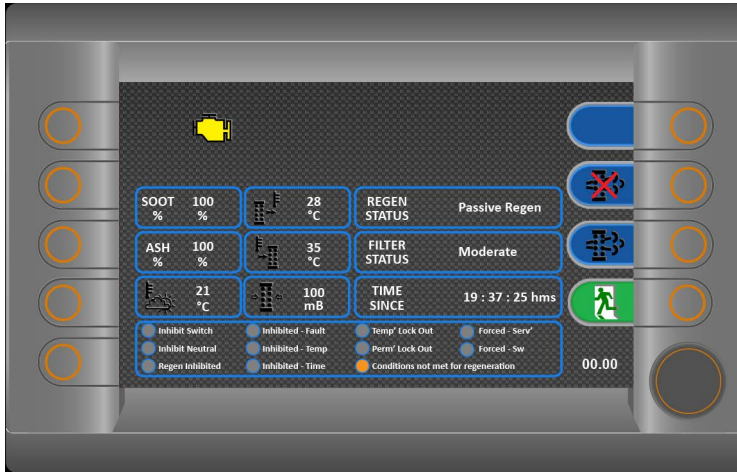 SOOT 100
% %
28
°C
REGEN
STATUS
Passive Regen
ASH 100
% %
35
°C
FILTER
STATUS
Moderate
21
°C
100
mB
TIME
SINCE
19 : 37 : 25 hms
Inhibit Switch
Inhibited - Fault
Temp' Lock Out
Forced - Serv'
Inhibit Neutral
Inhibited - Temp
Perm' Lock Out
Forced - Sw
Regen Inhibited
Inhibited - Time
Conditions not met for regeneration
00.00